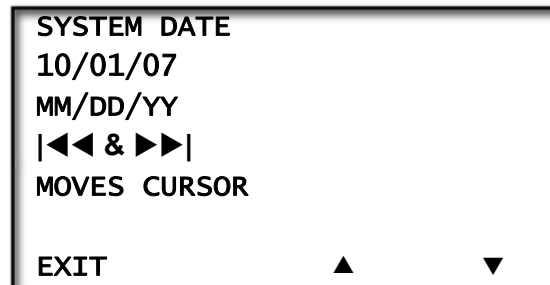 SYSTEM DATE
10/01/07
MM/DD/YY
|◀◀ & ▶▶|
MOVES CURSOR
EXIT ▲ ▼